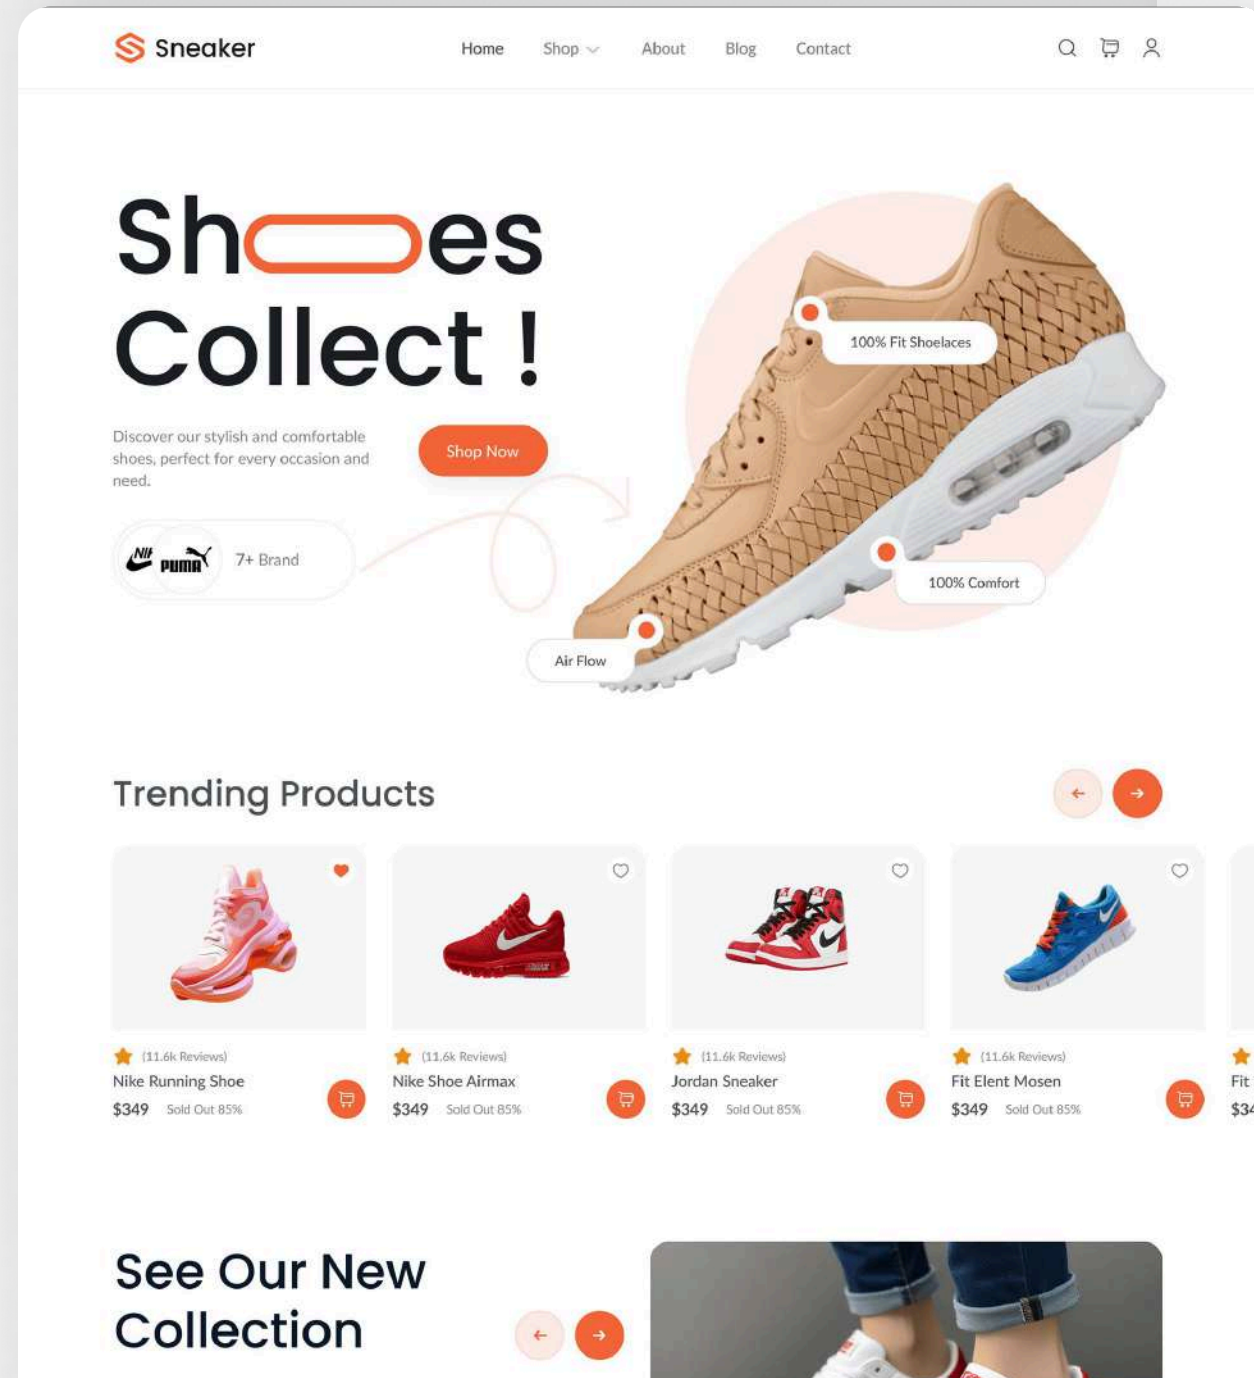 Sneaker
Home Shop About Blog Contact
Shoes
Collect !
Discover our stylish and comfortable
shoes, perfect for every occasion and
need.
Shop Now
PUMA 7+ Brand
100% Fit Shoelaces
100% Comfort
Air Flow
Trending Products
(11.6k Reviews) (11.6k Reviews) (11.6k Reviews) (11.6k Reviews)
Nike Running Shoe Nike Shoe Airmax Jordan Sneaker Fit Elent Mosen Fit
$349 Sold Out 85% $349 Sold Out 85% $349 Sold Out 85% $349 Sold Out 85%
See Our New
Collection